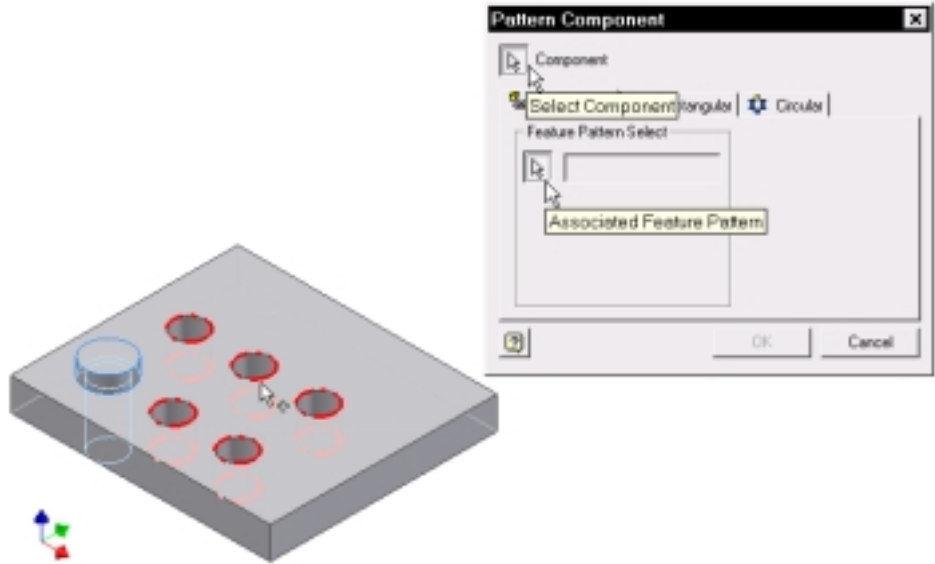 Pattern Component
Component
Select Component
tangular
Circular
Feature Pattern Select
Associated Feature Pattern
OK
Cancel